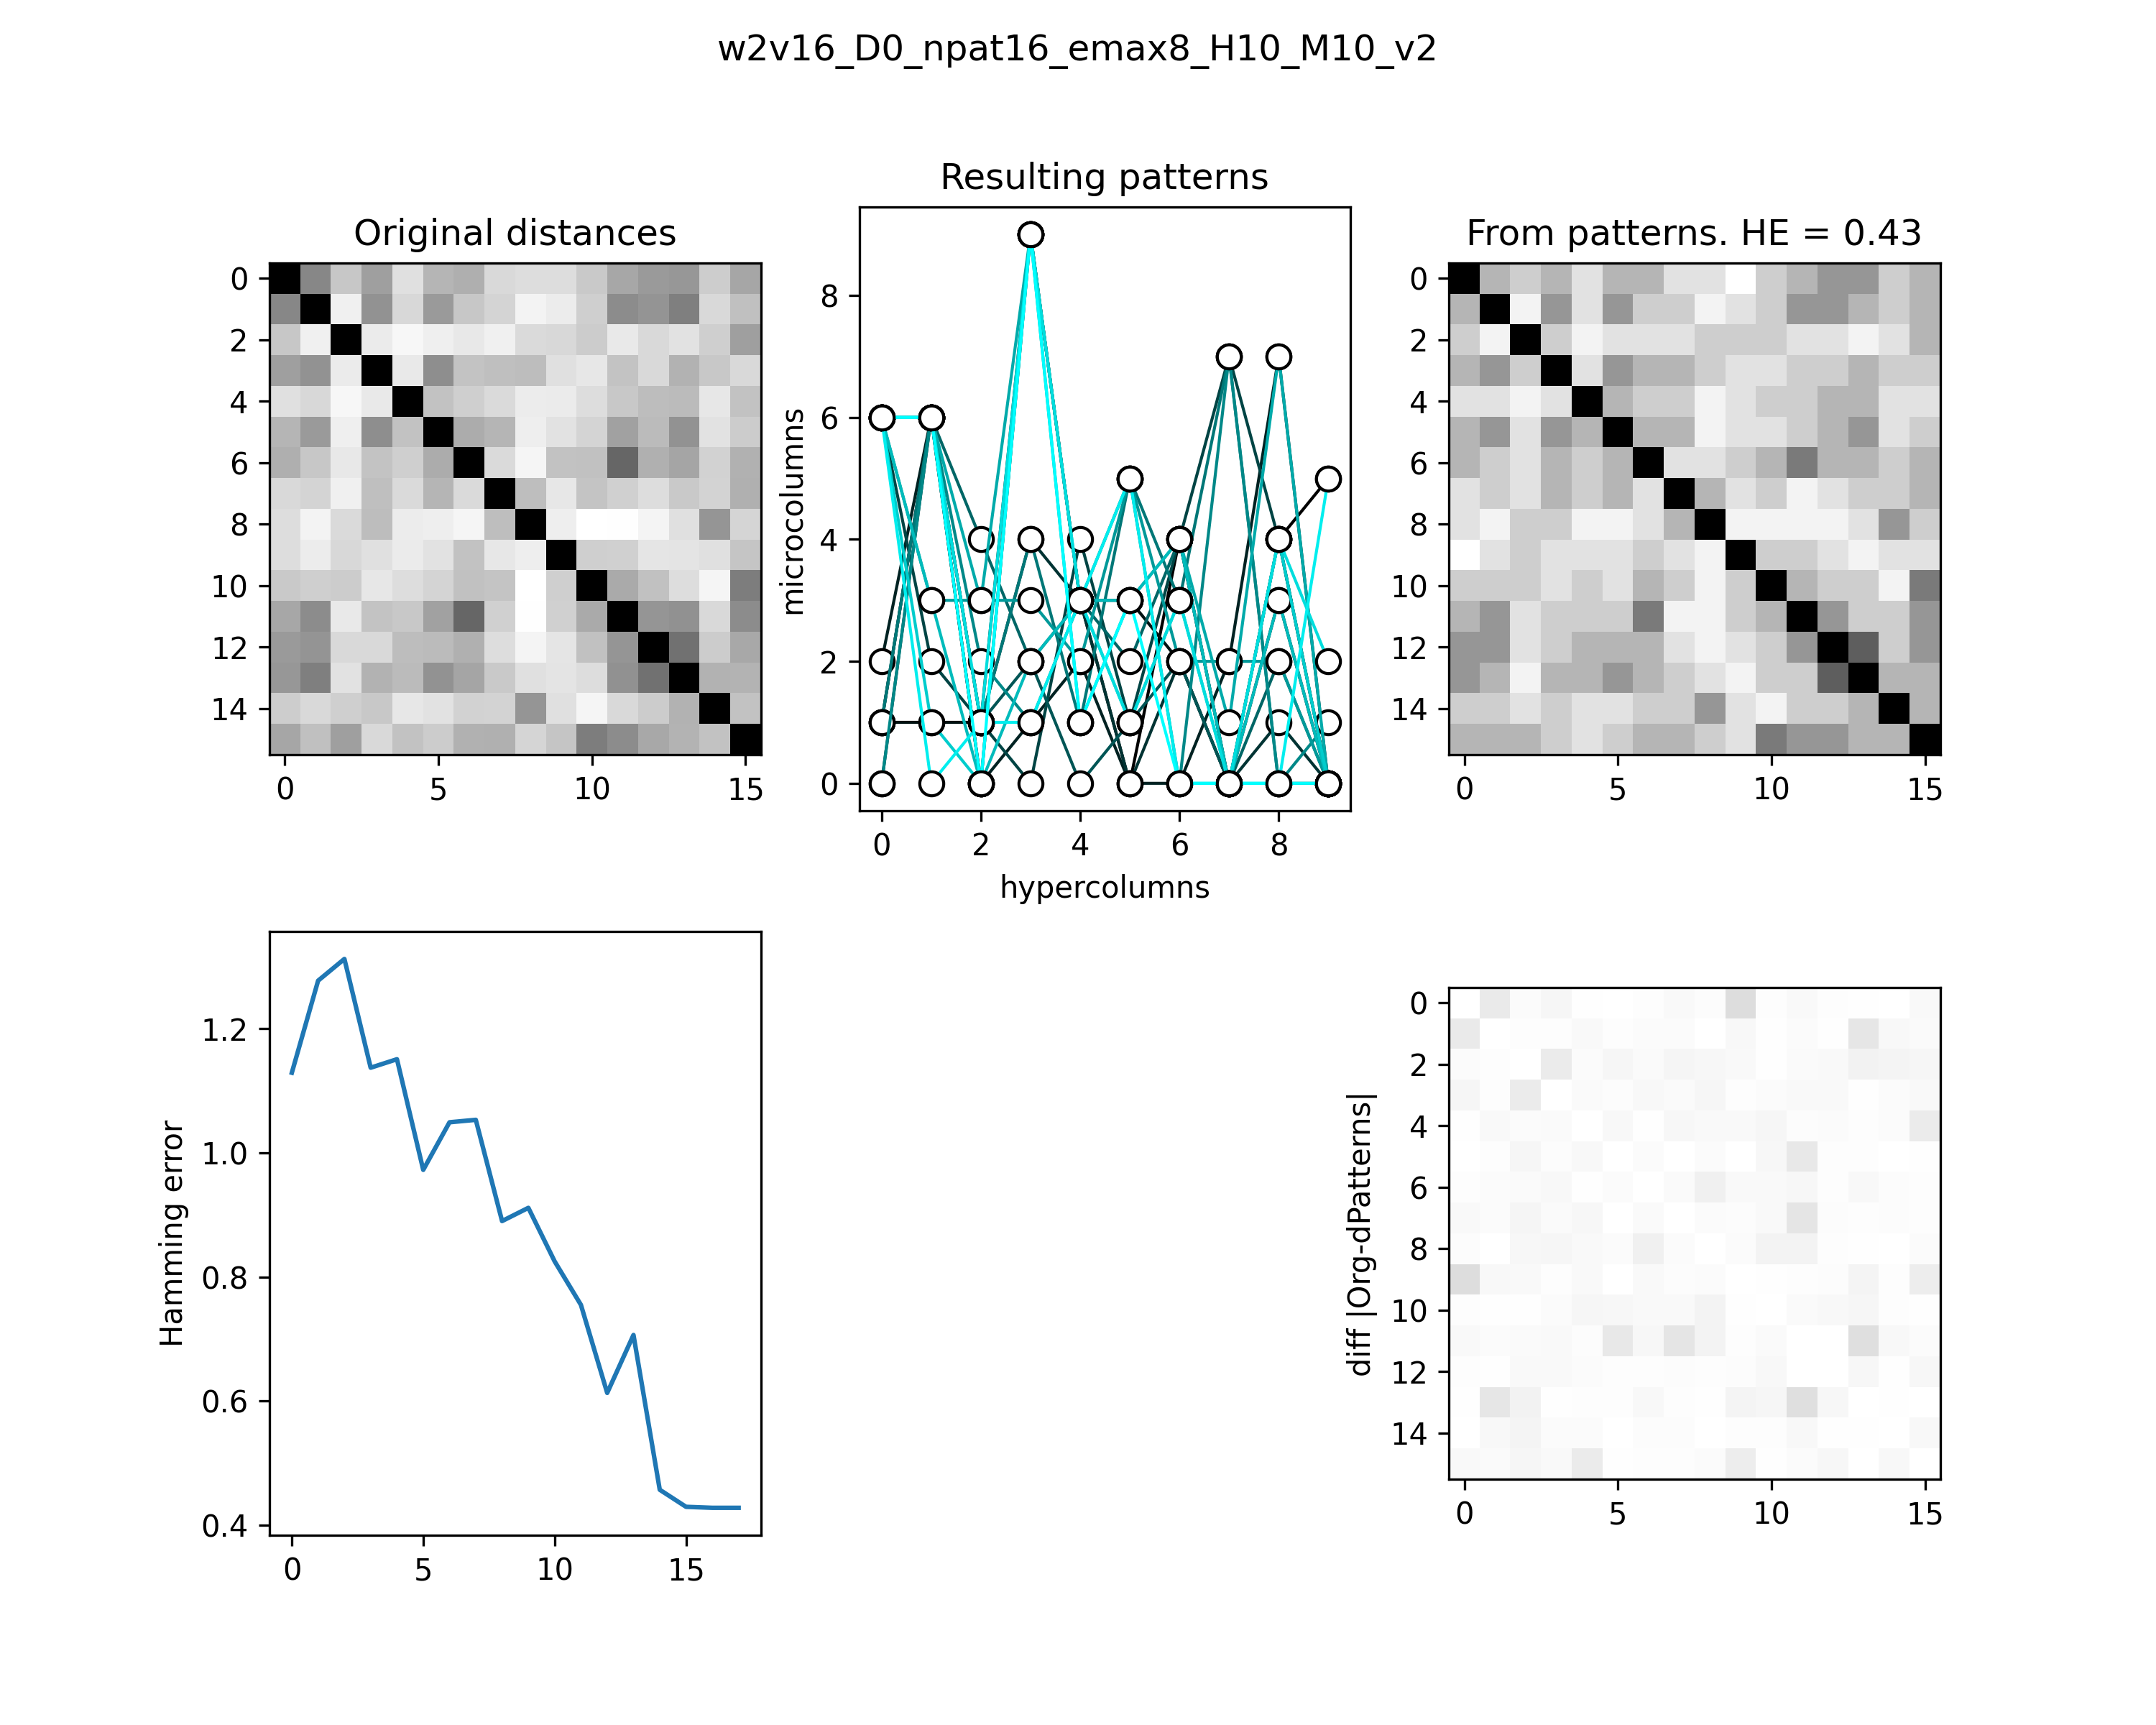 w2v16_D0_npat16_emax8_H10_M10_v2
Original distances
0
2
4
6
8
10
12
14
0 5 10 15
Resulting patterns
microcolumns
8
6
4
2
0
0 2 4 6 8
hypercolumns
From patterns. HE = 0.43
0
2
4
6
8
10
12
14
0 5 10 15
Hamming error
1.2
1.0
0.8
0.6
0.4
0 5 10 15
diff |Org-dPatterns|
0
2
4
6
8
10
12
14
0 5 10 15